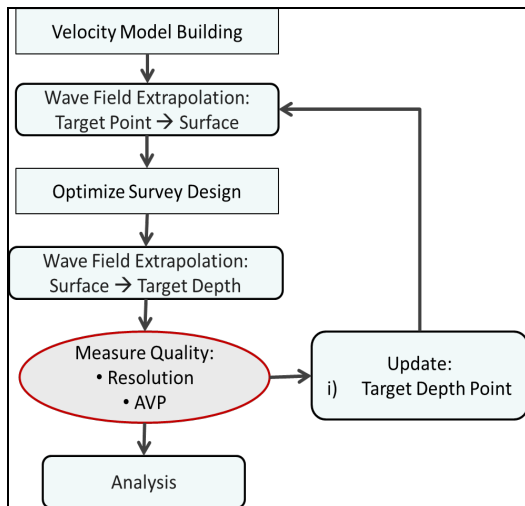 Velocity Model Building
Wave Field Extrapolation:
Target Point → Surface
Optimize Survey Design
Wave Field Extrapolation:
Surface → Target Depth
Measure Quality:
• Resolution
• AVP
Update:
i) Target Depth Point
Analysis